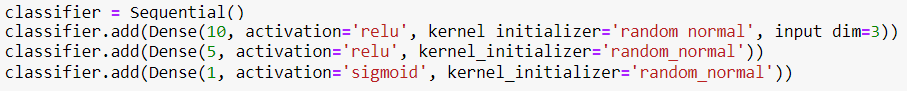 classifier = Sequential()
classifier.add(Dense(10, activation='relu', kernel initializer='random normal', input dim=3))
classifier.add(Dense(5, activation='relu', kernel_initializer='random_normal'))
classifier.add(Dense(1, activation='sigmoid', kernel_initializer='random_normal'))